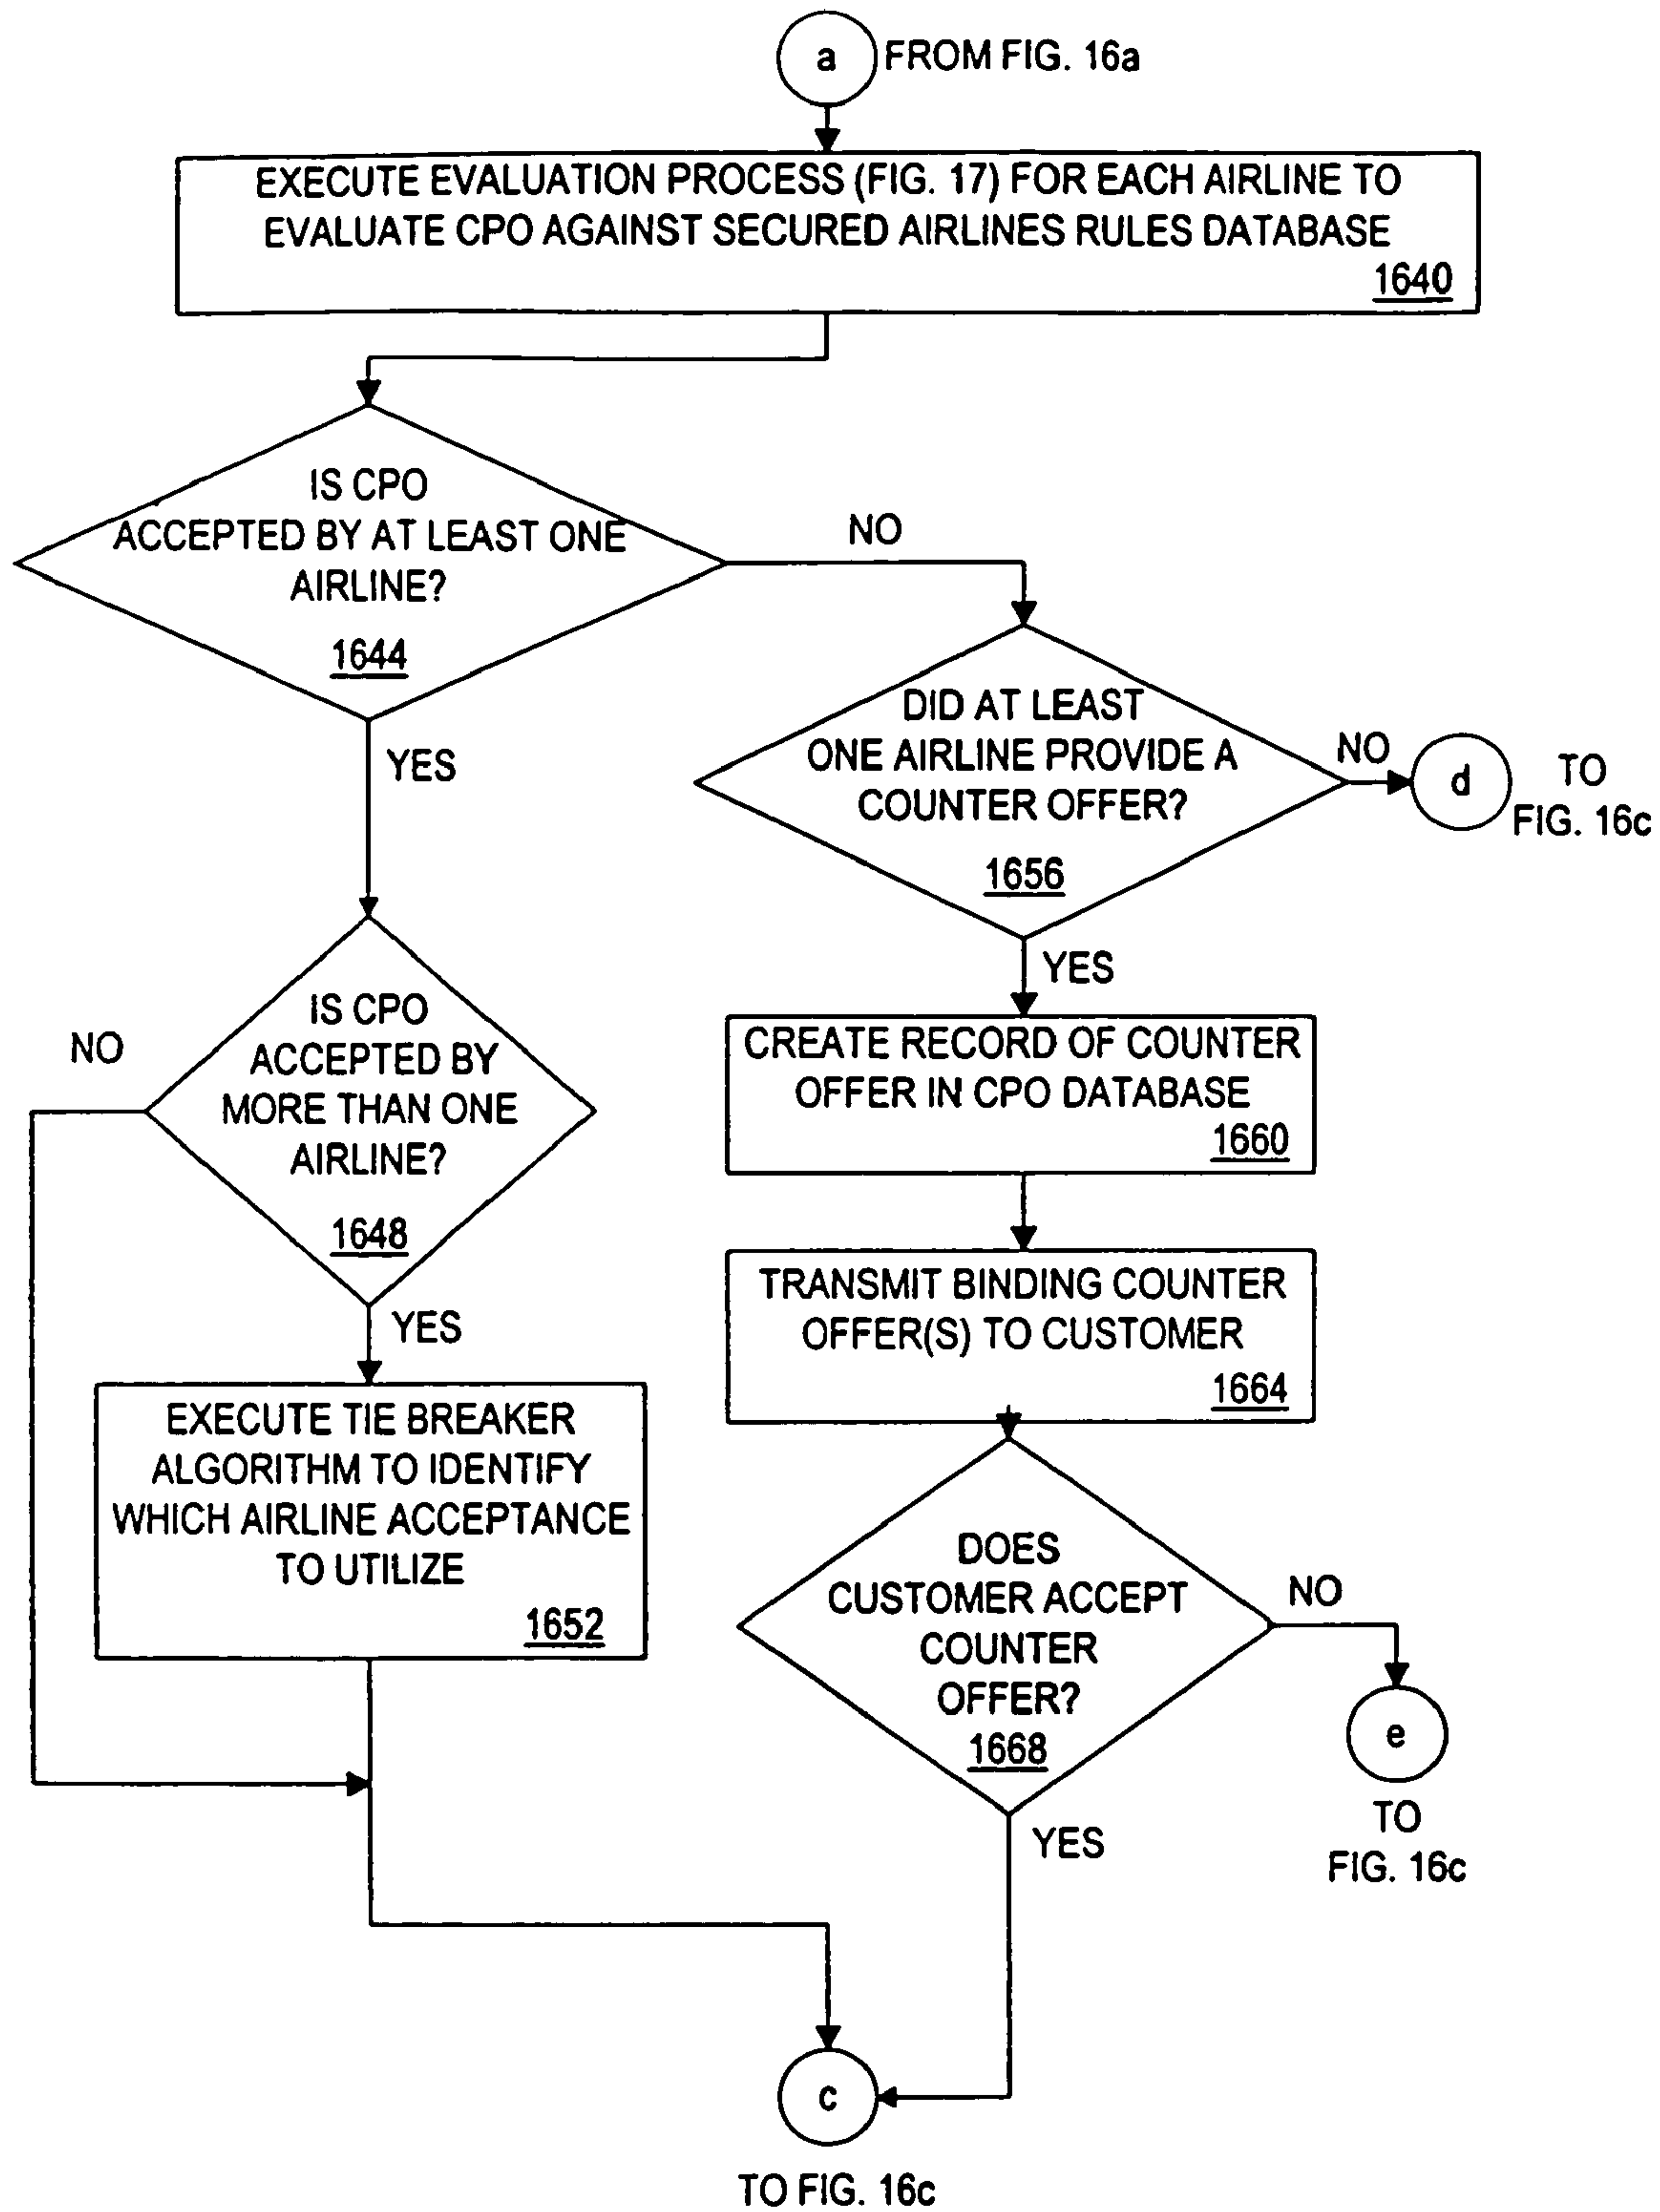 a FROM FIG. 16a
EXECUTE EVALUATION PROCESS (FIG. 17) FOR EACH AIRLINE TO
EVALUATE CPO AGAINST SECURED AIRLINES RULES DATABASE
1640
IS CPO
ACCEPTED BY AT LEAST ONE
AIRLINE?
1644
NO
YES
DID AT LEAST
ONE AIRLINE PROVIDE A
COUNTER OFFER?
1656
NO
d
TO
FIG. 16c
YES
IS CPO
ACCEPTED BY
MORE THAN ONE
AIRLINE?
1648
NO
YES
CREATE RECORD OF COUNTER
OFFER IN CPO DATABASE
1660
TRANSMIT BINDING COUNTER
OFFER(S) TO CUSTOMER
1664
EXECUTE TIE BREAKER
ALGORITHM TO IDENTIFY
WHICH AIRLINE ACCEPTANCE
TO UTILIZE
1652
DOES
CUSTOMER ACCEPT
COUNTER
OFFER?
1668
NO
e
TO
FIG. 16c
YES
c
TO FIG. 16c